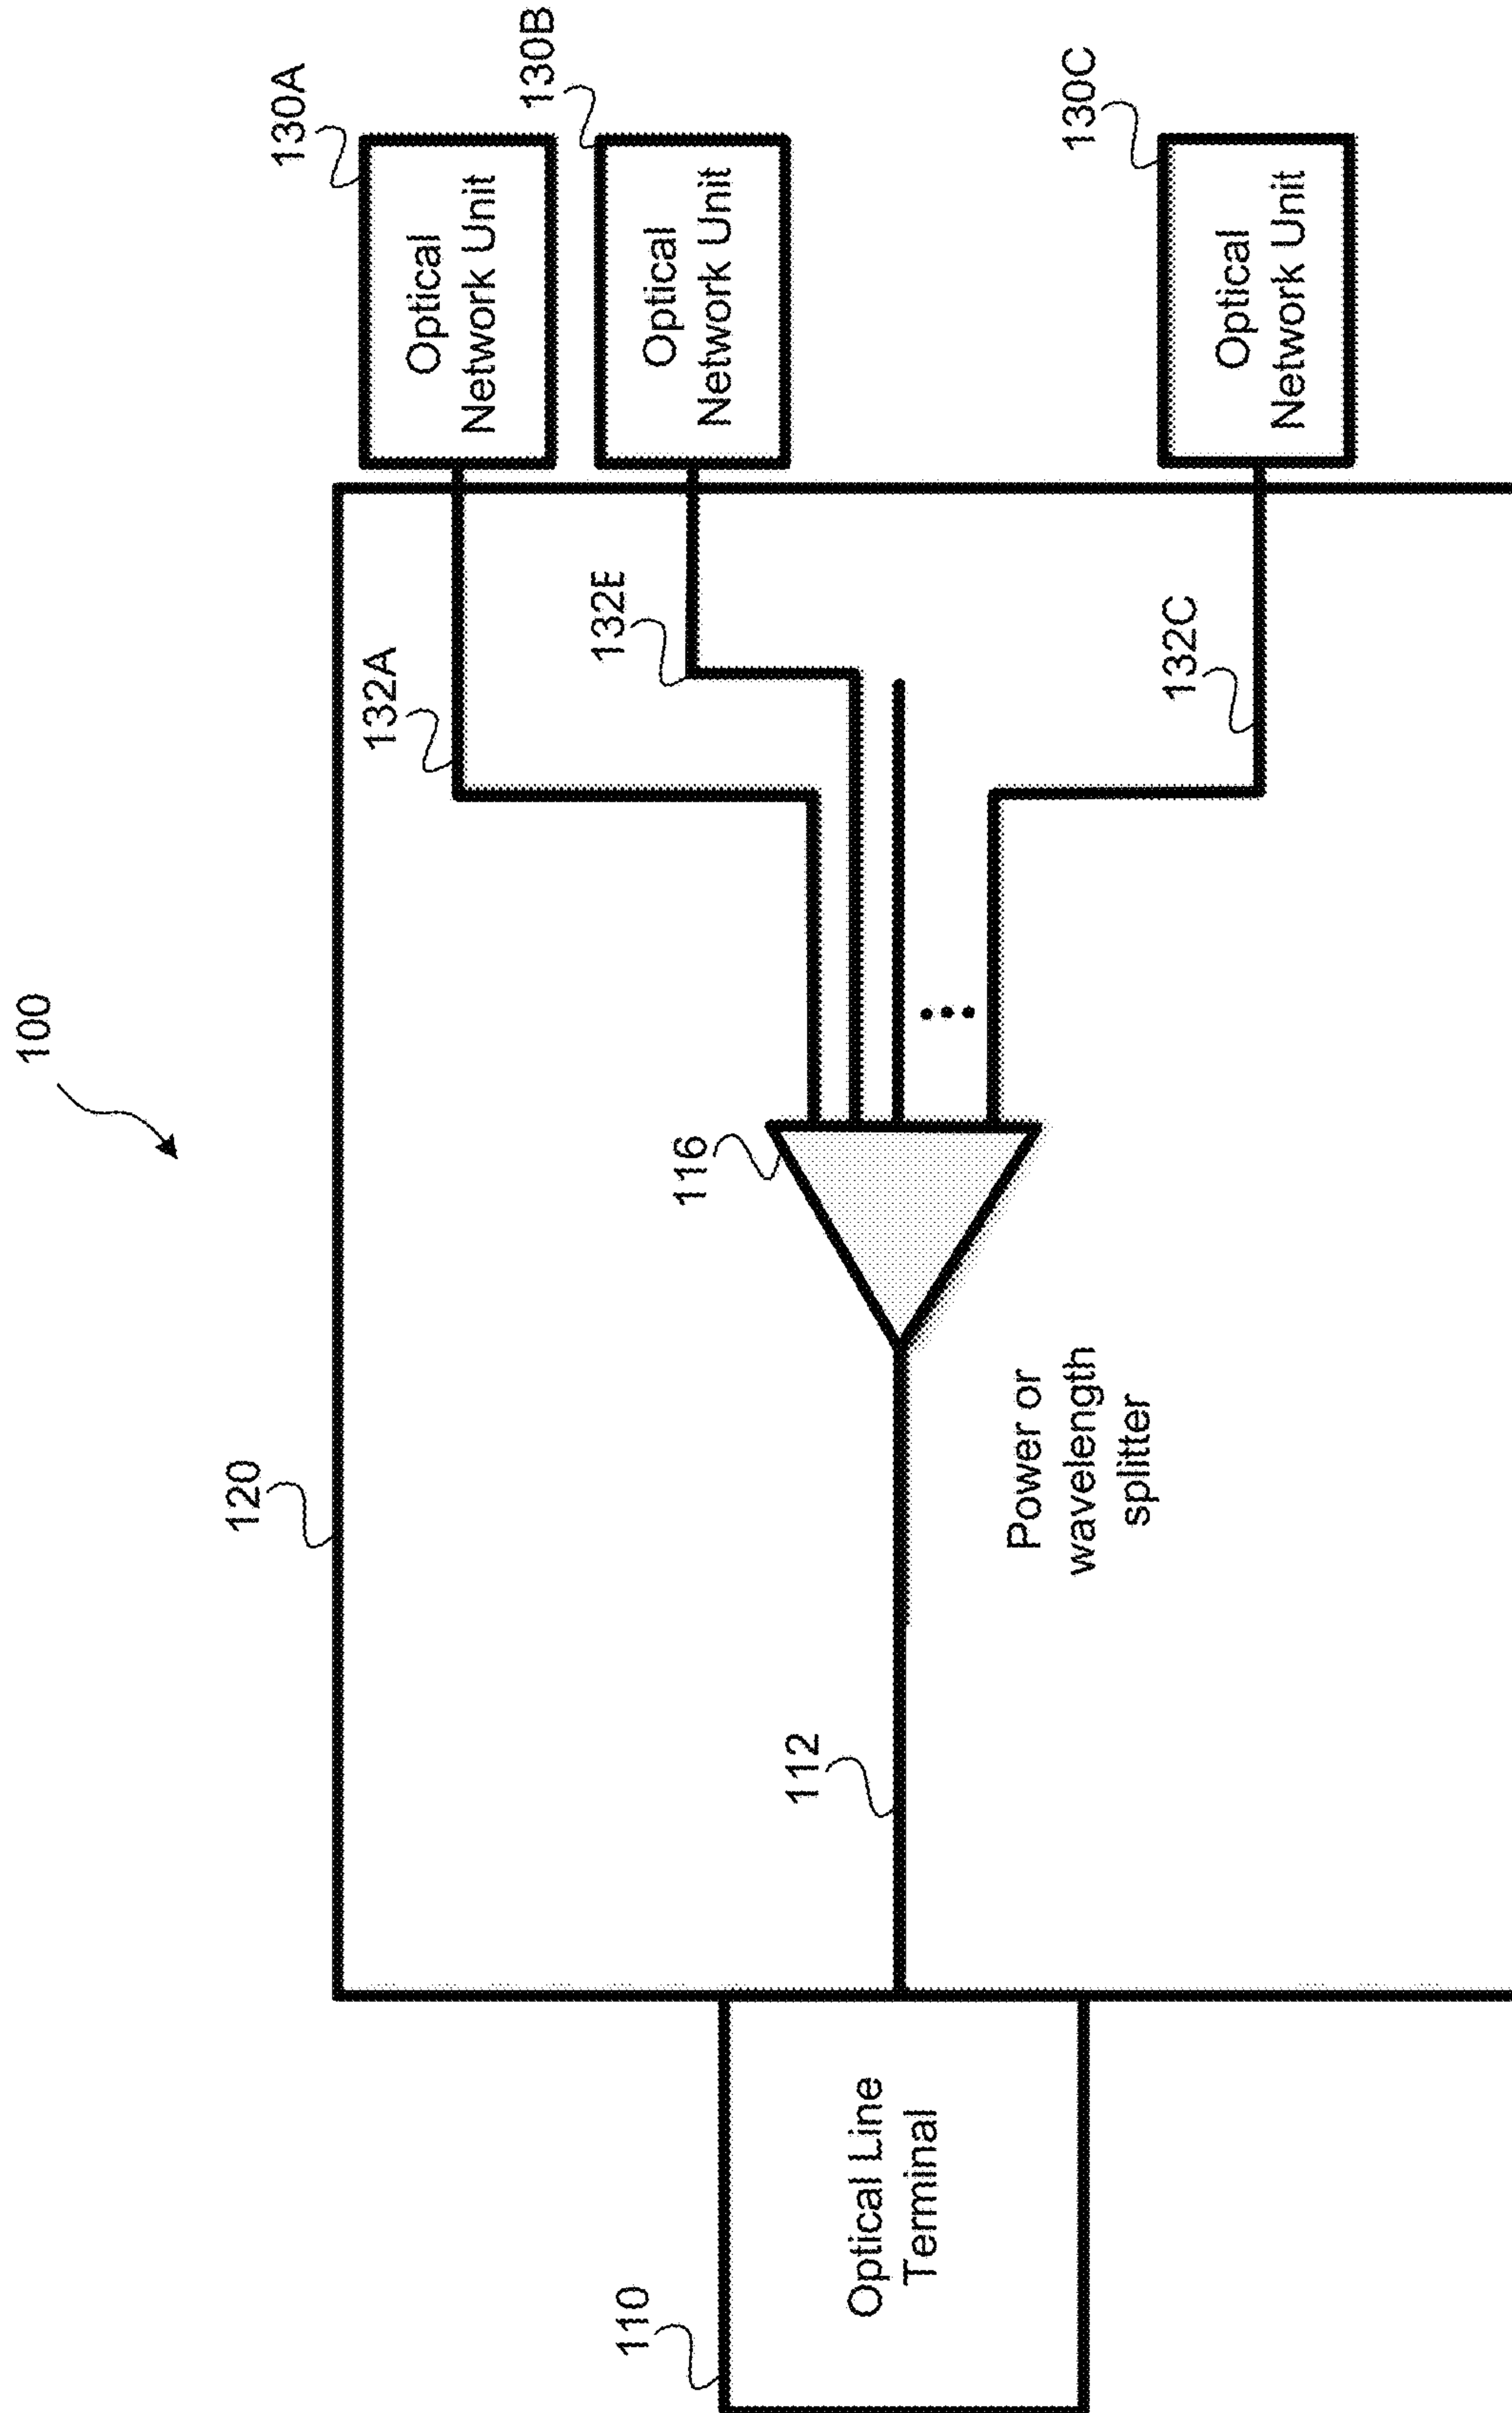 100
120
110
Optical Line
Terminal
112
116
Power or
wavelength
splitter
132A
132E
132C
130A
Optical
Network Unit
130B
Optical
Network Unit
130C
Optical
Network Unit